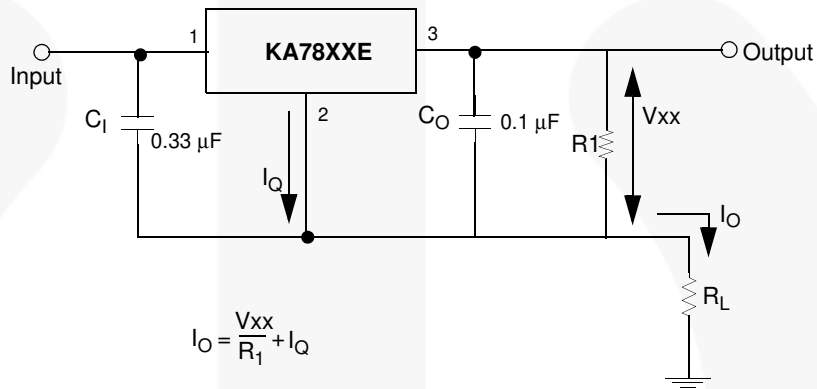 1
KA78XXE
3
Input
Output
C_I
0.33 μF
2
I_Q
C_O
0.1 μF
R1
Vxx
I_O
R_L
I_O = Vxx/R_1 + I_Q